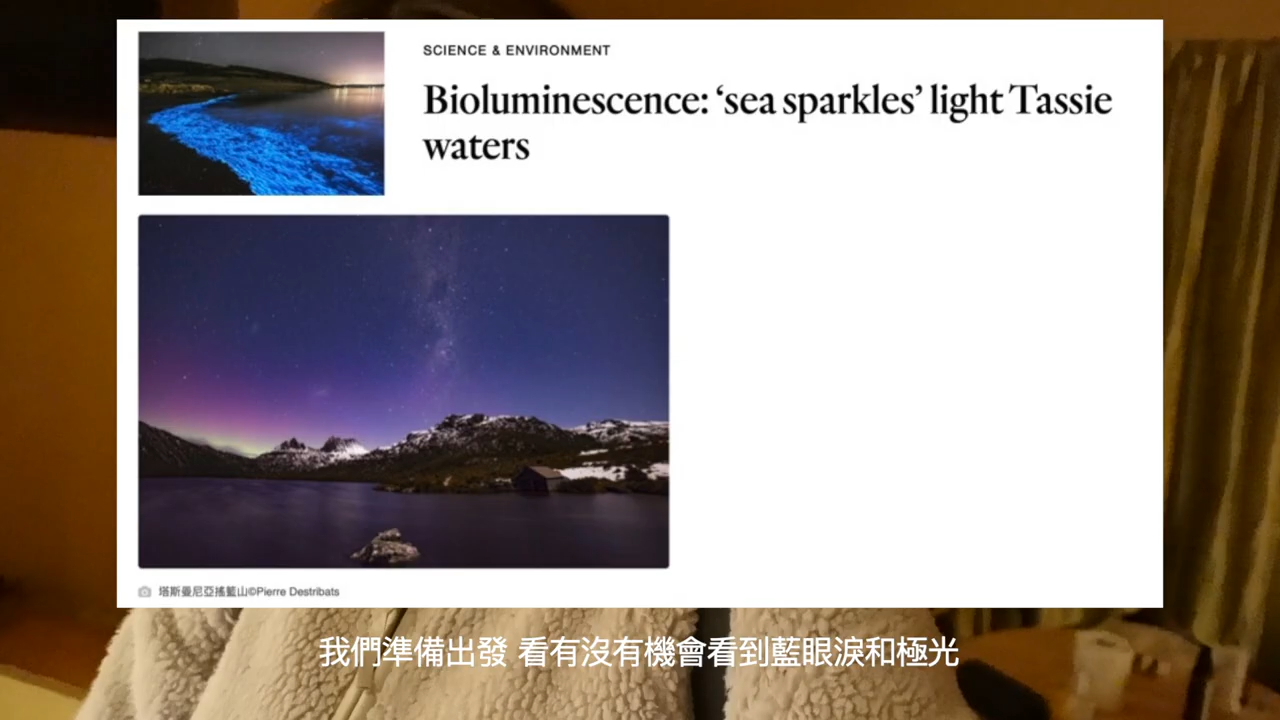 SCIENCE & ENVIRONMENT
Bioluminescence: ‘sea sparkles’ light Tassie
waters
塔斯曼尼亞搖籃山©Pierre Destribats
我們準備出發 看有沒有機會看到藍眼淚和極光